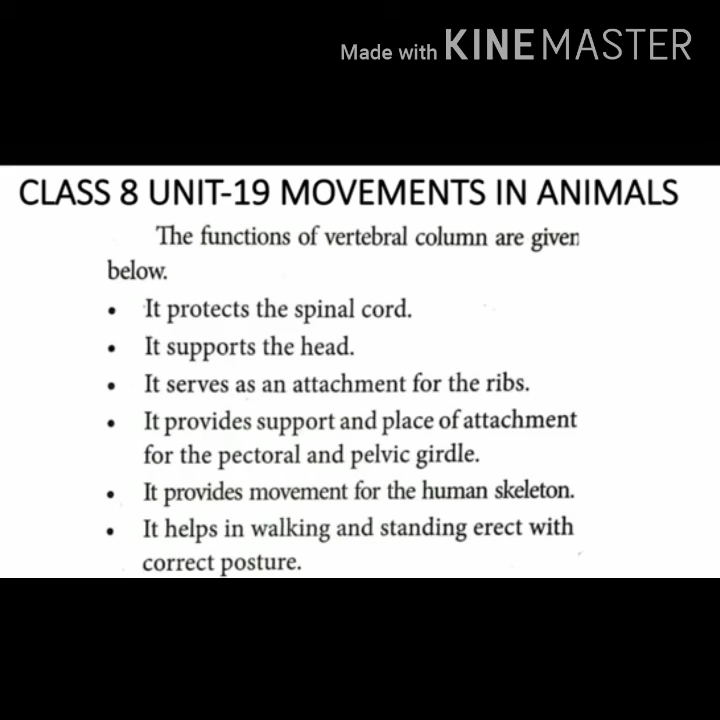 Made with KINEMASTER
CLASS 8 UNIT-19 MOVEMENTS IN ANIMALS
The functions of vertebral column are given
below.
• It protects the spinal cord.
• It supports the head.
• It serves as an attachment for the ribs.
• It provides support and place of attachment
for the pectoral and pelvic girdle.
• It provides movement for the human skeleton.
• It helps in walking and standing erect with
correct posture.